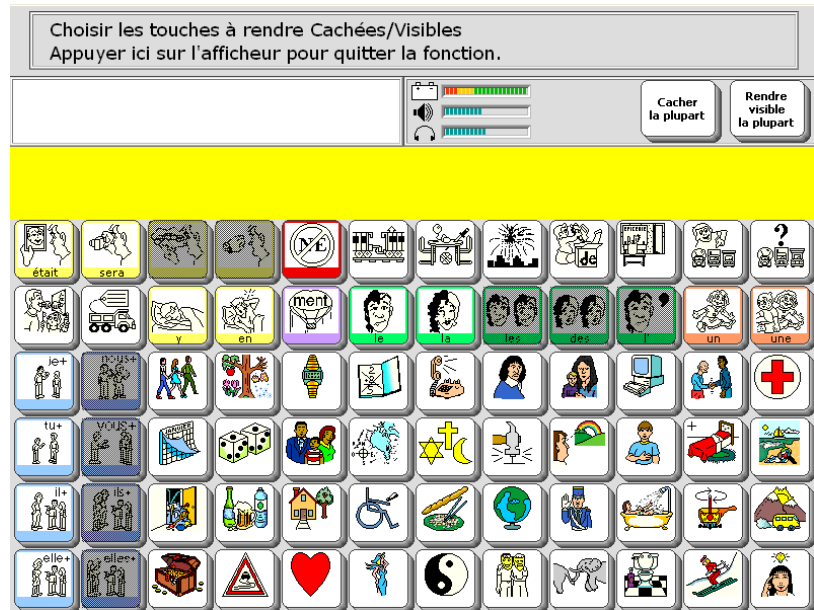 Choisir les touches à rendre Cachées/Visibles
Appuyer ici sur l'afficheur pour quitter la fonction.
Cacher
la plupart
Rendre
visible
la plupart
NÉ
de
EPICERIE
?
était
sera
ment
y
en
le
la
les
des
l'
un
une
je+
nous+
tu+
vous+
il+
ils+
elle+
elles+